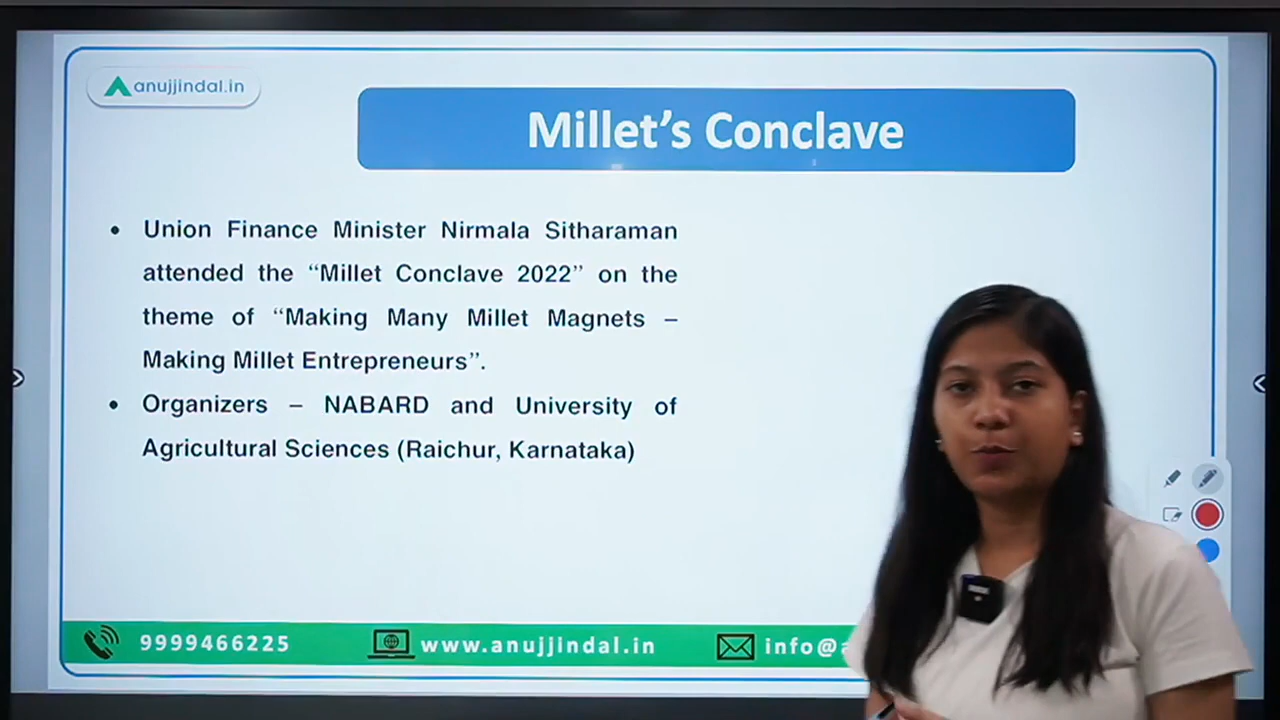 anujjindal.in
Millet's Conclave
• Union Finance Minister Nirmala Sitharaman
attended the “Millet Conclave 2022” on the
theme of “Making Many Millet Magnets –
Making Millet Entrepreneurs”.
• Organizers – NABARD and University of
Agricultural Sciences (Raichur, Karnataka)
9999466225 www.anujjindal.in info@a